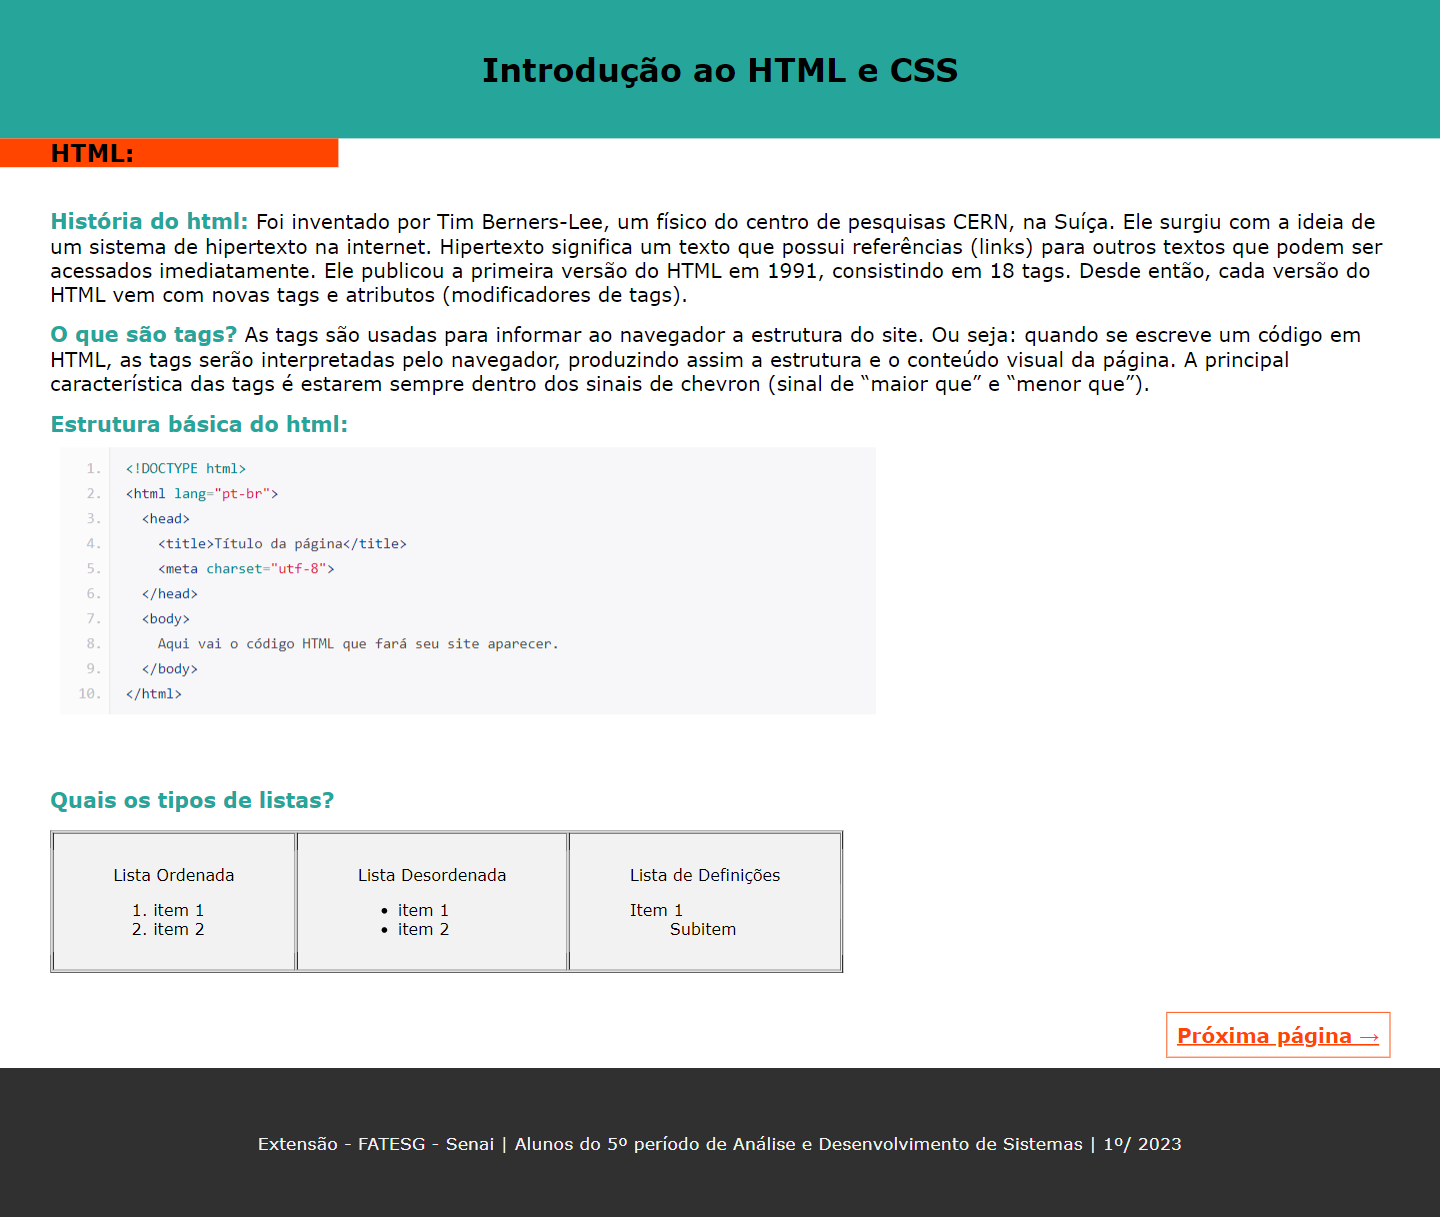 Introdução ao HTML e CSS
HTML:
História do html: Foi inventado por Tim Berners-Lee, um físico do centro de pesquisas CERN, na Suíça. Ele surgiu com a ideia de
um sistema de hipertexto na internet. Hipertexto significa um texto que possui referências (links) para outros textos que podem ser
acessados imediatamente. Ele publicou a primeira versão do HTML em 1991, consistindo em 18 tags. Desde então, cada versão do
HTML vem com novas tags e atributos (modificadores de tags).
O que são tags? As tags são usadas para informar ao navegador a estrutura do site. Ou seja: quando se escreve um código em
HTML, as tags serão interpretadas pelo navegador, produzindo assim a estrutura e o conteúdo visual da página. A principal
característica das tags é estarem sempre dentro dos sinais de chevron (sinal de “maior que” e “menor que”).
Estrutura básica do html:
1. <!DOCTYPE html>
2. <html lang="pt-br">
3. <head>
4. <title>Título da página</title>
5. <meta charset="utf-8">
6. </head>
7. <body>
8. Aqui vai o código HTML que fará seu site aparecer.
9. </body>
10. </html>
Quais os tipos de listas?
Lista Ordenada
1. item 1
2. item 2
Lista Desordenada
• item 1
• item 2
Lista de Definições
Item 1
Subitem
Próxima página →
Extensão - FATESG - Senai | Alunos do 5º período de Análise e Desenvolvimento de Sistemas | 1º/ 2023